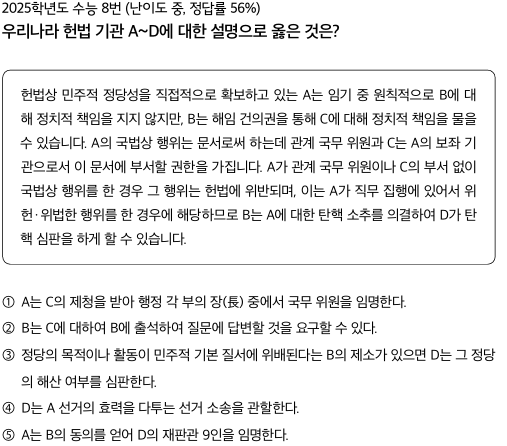 2025학년도 수능 8번 (난이도 중, 정답률 56%)
우리나라 헌법 기관 A~D에 대한 설명으로 옳은 것은?
헌법상 민주적 정당성을 직접적으로 확보하고 있는 A는 임기 중 원칙적으로 B에 대
해 정치적 책임을 지지 않지만, B는 해임 건의권을 통해 C에 대해 정치적 책임을 물을
수 있습니다. A의 국법상 행위는 문서로써 하는데 관계 국무 위원과 C는 A의 보좌 기
관으로서 이 문서에 부서할 권한을 가집니다. A가 관계 국무 위원이나 C의 부서 없이
국법상 행위를 한 경우 그 행위는 헌법에 위반되며, 이는 A가 직무 집행에 있어서 위
헌·위법한 행위를 한 경우에 해당하므로 B는 A에 대한 탄핵 소추를 의결하여 D가 탄
핵 심판을 하게 할 수 있습니다.
① A는 C의 제청을 받아 행정 각 부의 장(長) 중에서 국무 위원을 임명한다.
② B는 C에 대하여 B에 출석하여 질문에 답변할 것을 요구할 수 있다.
③ 정당의 목적이나 활동이 민주적 기본 질서에 위배된다는 B의 제소가 있으면 D는 그 정당
의 해산 여부를 심판한다.
④ D는 A 선거의 효력을 다투는 선거 소송을 관할한다.
⑤ A는 B의 동의를 얻어 D의 재판관 9인을 임명한다.